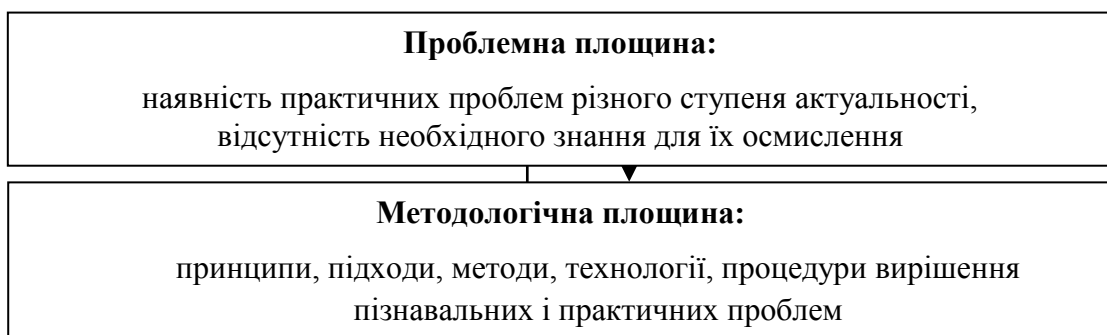 Проблемна площина:
наявність практичних проблем різного ступеня актуальності,
відсутність необхідного знання для їх осмислення
Методологічна площина:
принципи, підходи, методи, технології, процедури вирішення
пізнавальних і практичних проблем